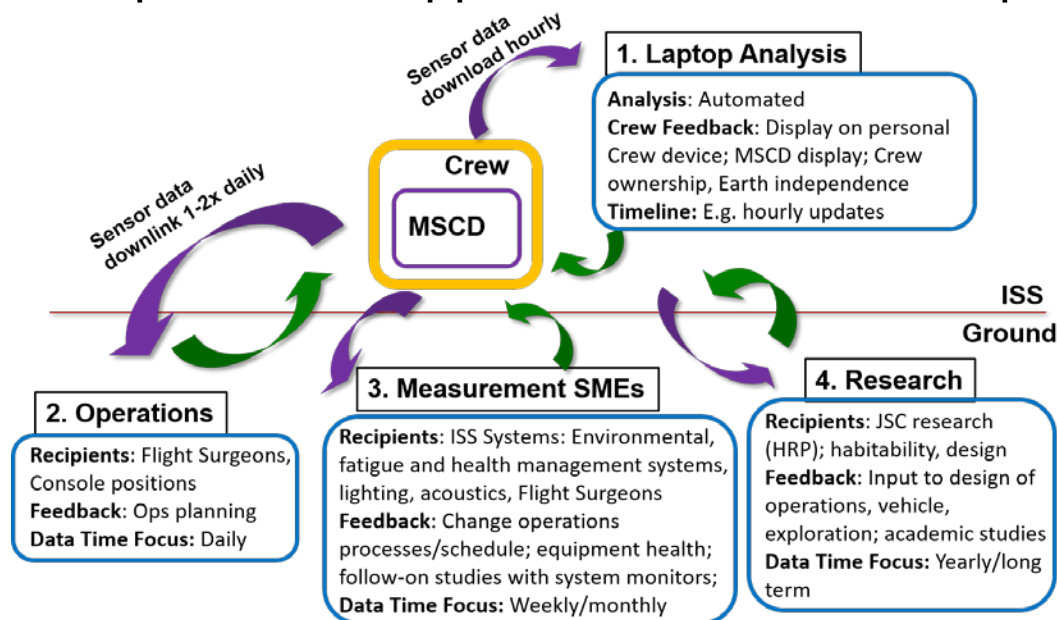 Sensor data
download hourly
1. Laptop Analysis
Analysis: Automated
Crew Feedback: Display on personal
Crew device; MSCD display; Crew
ownership, Earth independence
Timeline: E.g. hourly updates
Crew
MSCD
Sensor data
downlink 1-2x daily
ISS
Ground
2. Operations
Recipients: Flight Surgeons,
Console positions
Feedback: Ops planning
Data Time Focus: Daily
3. Measurement SMEs
Recipients: ISS Systems: Environmental,
fatigue and health management systems,
lighting, acoustics, Flight Surgeons
Feedback: Change operations
processes/schedule; equipment health;
follow-on studies with system monitors;
Data Time Focus: Weekly/monthly
4. Research
Recipients: JSC research
(HRP); habitability, design
Feedback: Input to design of
operations, vehicle,
exploration; academic studies
Data Time Focus: Yearly/long
term